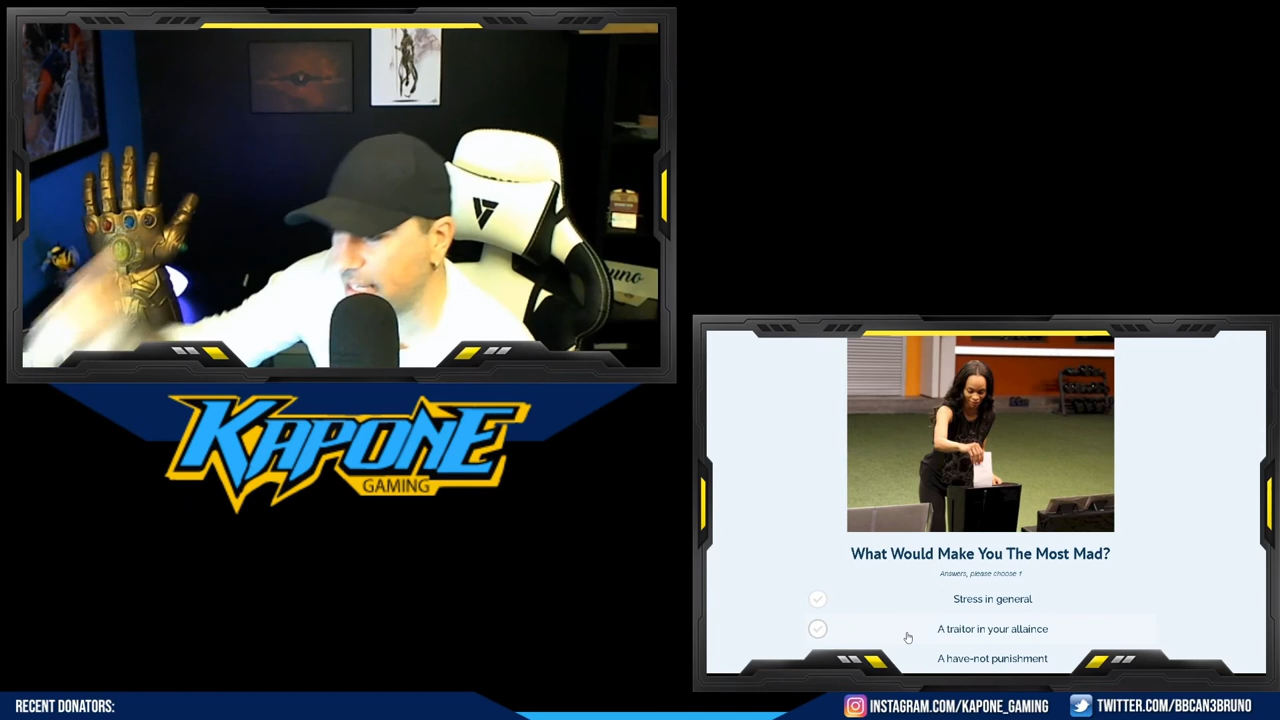 uno
KAPONE
GAMING
What Would Make You The Most Mad?
Answers, please choose 1
Stress in general
A traitor in your allaince
A have-not punishment
RECENT DONATORS:
INSTAGRAM.COM/KAPONE_GAMING
TWITTER.COM/BBCAN3BRUNO